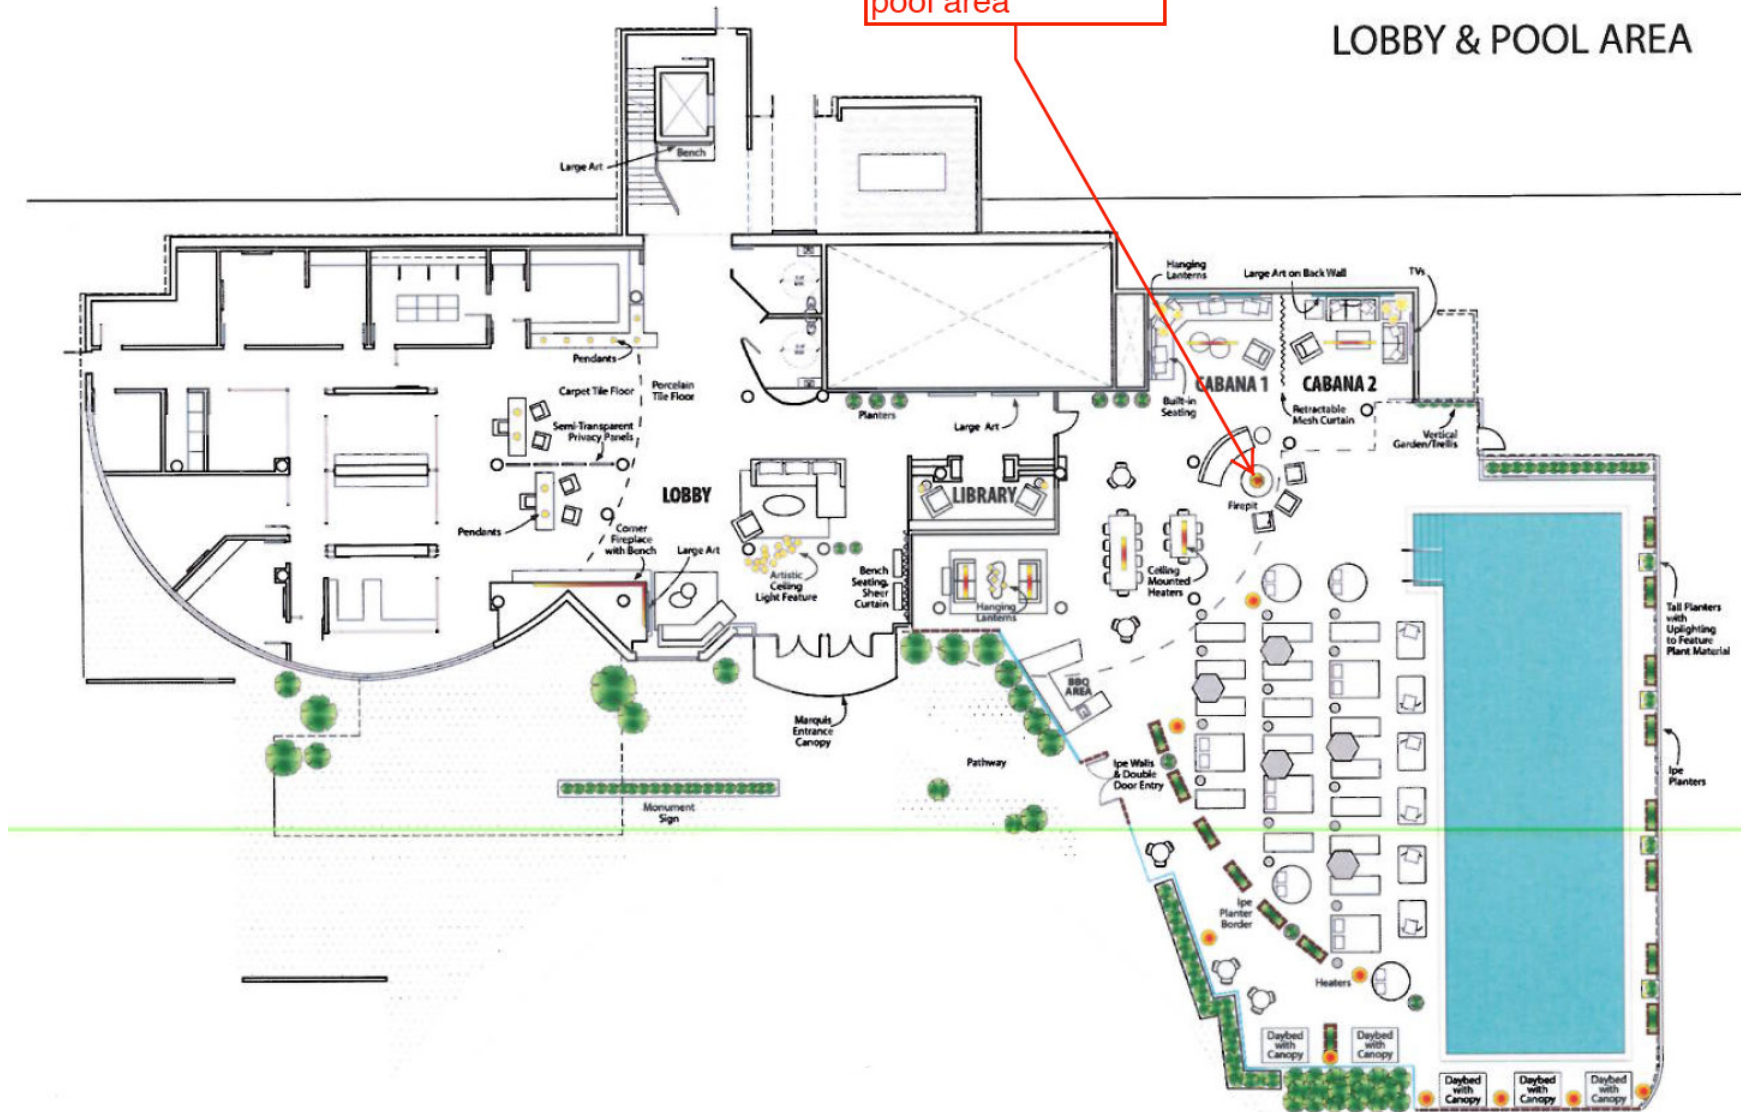 pool area
LOBBY & POOL AREA
Large Art
Bench
Hanging
Lanterns
Large Art on Back Wall
TVs
Pendants
Carpet Tile Floor
Porcelain
Tile Floor
Semi-Transparent
Privacy Panels
Planters
Large Art
Built-in
Seating
CABANA 1
CABANA 2
Retractable
Mesh Curtain
Vertical
Garden/Trellis
LOBBY
LIBRARY
Firepit
Pendants
Corner
Fireplace
with Bench
Large Art
Artistic
Ceiling
Light Feature
Bench
Seating,
Sheer
Curtain
Hanging
Lanterns
Ceiling
Mounted
Heaters
Tall Planters
with
Uplighting
to Feature
Plant Material
BBQ
AREA
Marquis
Entrance
Canopy
Pathway
Ipe Walls
& Double
Door Entry
Ipe
Planters
Monument
Sign
Ipe
Planter
Border
Heaters
Daybed
with
Canopy
Daybed
with
Canopy
Daybed
with
Canopy
Daybed
with
Canopy
Daybed
with
Canopy